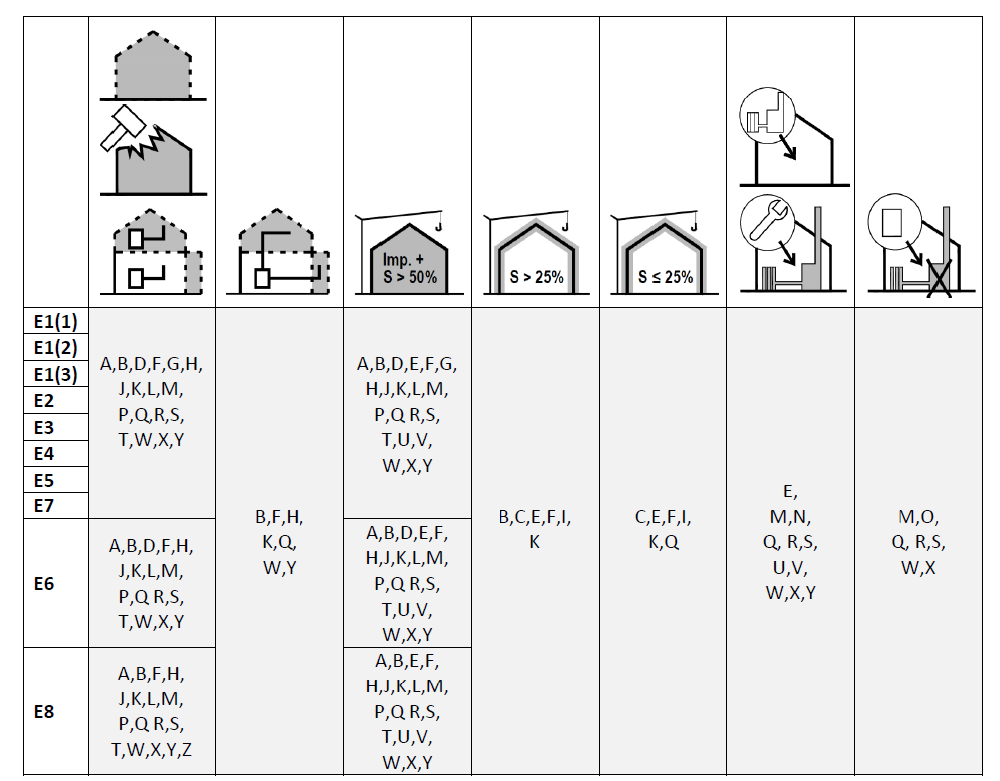 Imp. +
S > 50%
S > 25%
S ≤ 25%
E1(1)
E1(2)
E1(3)
E2
E3
E4
E5
E7
A,B,D,F,G,H,
J,K,L,M,
P,Q,R,S,
T,W,X,Y
A,B,D,E,F,G,
H,J,K,L,M,
P,Q R,S,
T,U,V,
W,X,Y
B,F,H,
K,Q,
W,Y
B,C,E,F,I,
K
C,E,F,I,
K,Q
E,
M,N,
Q, R,S,
U,V,
W,X,Y
M,O,
Q, R,S,
W,X
E6
A,B,D,F,H,
J,K,L,M,
P,Q R,S,
T,W,X,Y
A,B,D,E,F,
H,J,K,L,M,
P,Q R,S,
T,U,V,
W,X,Y
E8
A,B,F,H,
J,K,L,M,
P,Q R,S,
T,W,X,Y,Z
A,B,E,F,
H,J,K,L,M,
P,Q R,S,
T,U,V,
W,X,Y